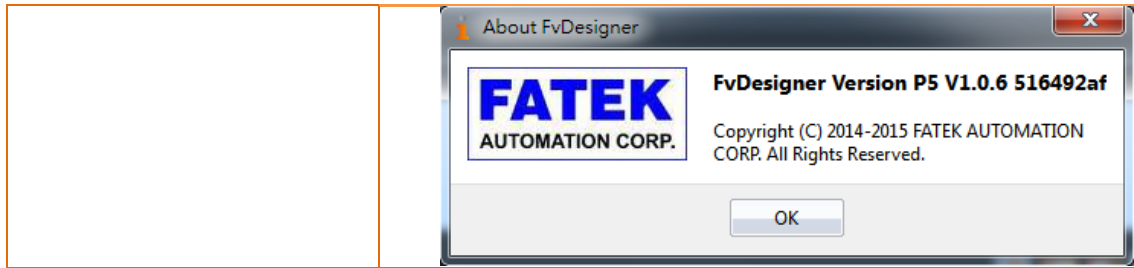 About FvDesigner
FATEK
AUTOMATION CORP.
FvDesigner Version P5 V1.0.6 516492af
Copyright (C) 2014-2015 FATEK AUTOMATION
CORP. All Rights Reserved.
OK